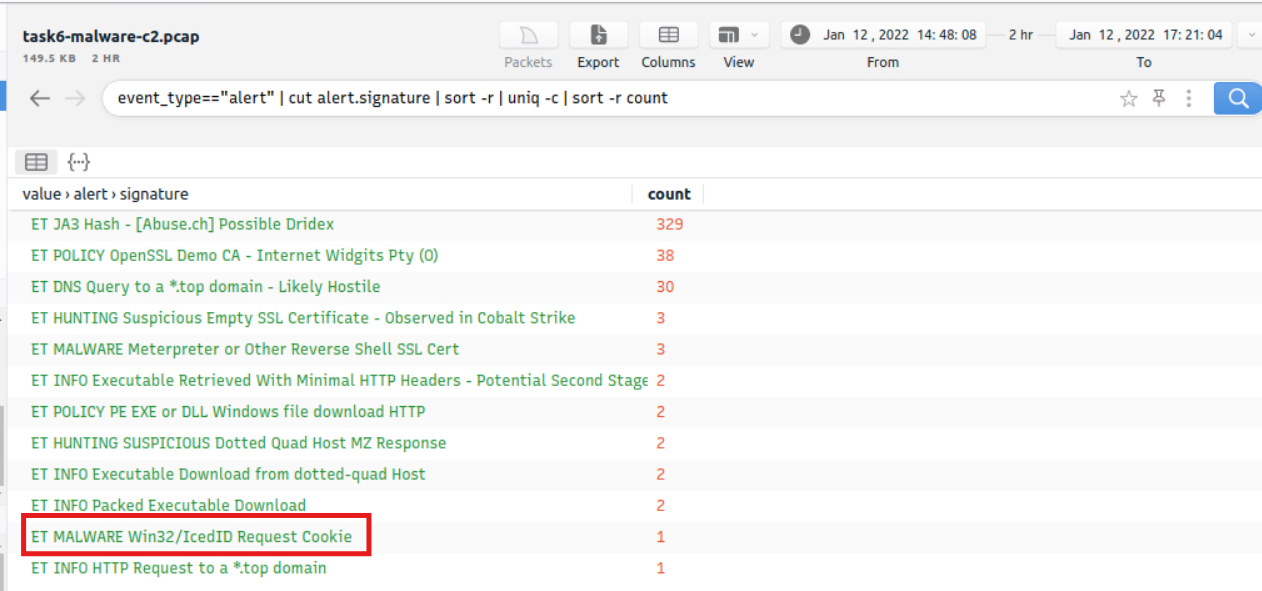 task6-malware-c2.pcap
149.5 KB 2 HR
Packets Export Columns View
Jan 12 , 2022 14: 48: 08 2 hr Jan 12 , 2022 17: 21: 04
From To
event_type=="alert" | cut alert.signature | sort -r | uniq -c | sort -r count
value › alert › signature count
ET JA3 Hash - [Abuse.ch] Possible Dridex 329
ET POLICY OpenSSL Demo CA - Internet Widgits Pty (O) 38
ET DNS Query to a *.top domain - Likely Hostile 30
ET HUNTING Suspicious Empty SSL Certificate - Observed in Cobalt Strike 3
ET MALWARE Meterpreter or Other Reverse Shell SSL Cert 3
ET INFO Executable Retrieved With Minimal HTTP Headers - Potential Second Stage 2
ET POLICY PE EXE or DLL Windows file download HTTP 2
ET HUNTING SUSPICIOUS Dotted Quad Host MZ Response 2
ET INFO Executable Download from dotted-quad Host 2
ET INFO Packed Executable Download 2
ET MALWARE Win32/IcedID Request Cookie 1
ET INFO HTTP Request to a *.top domain 1